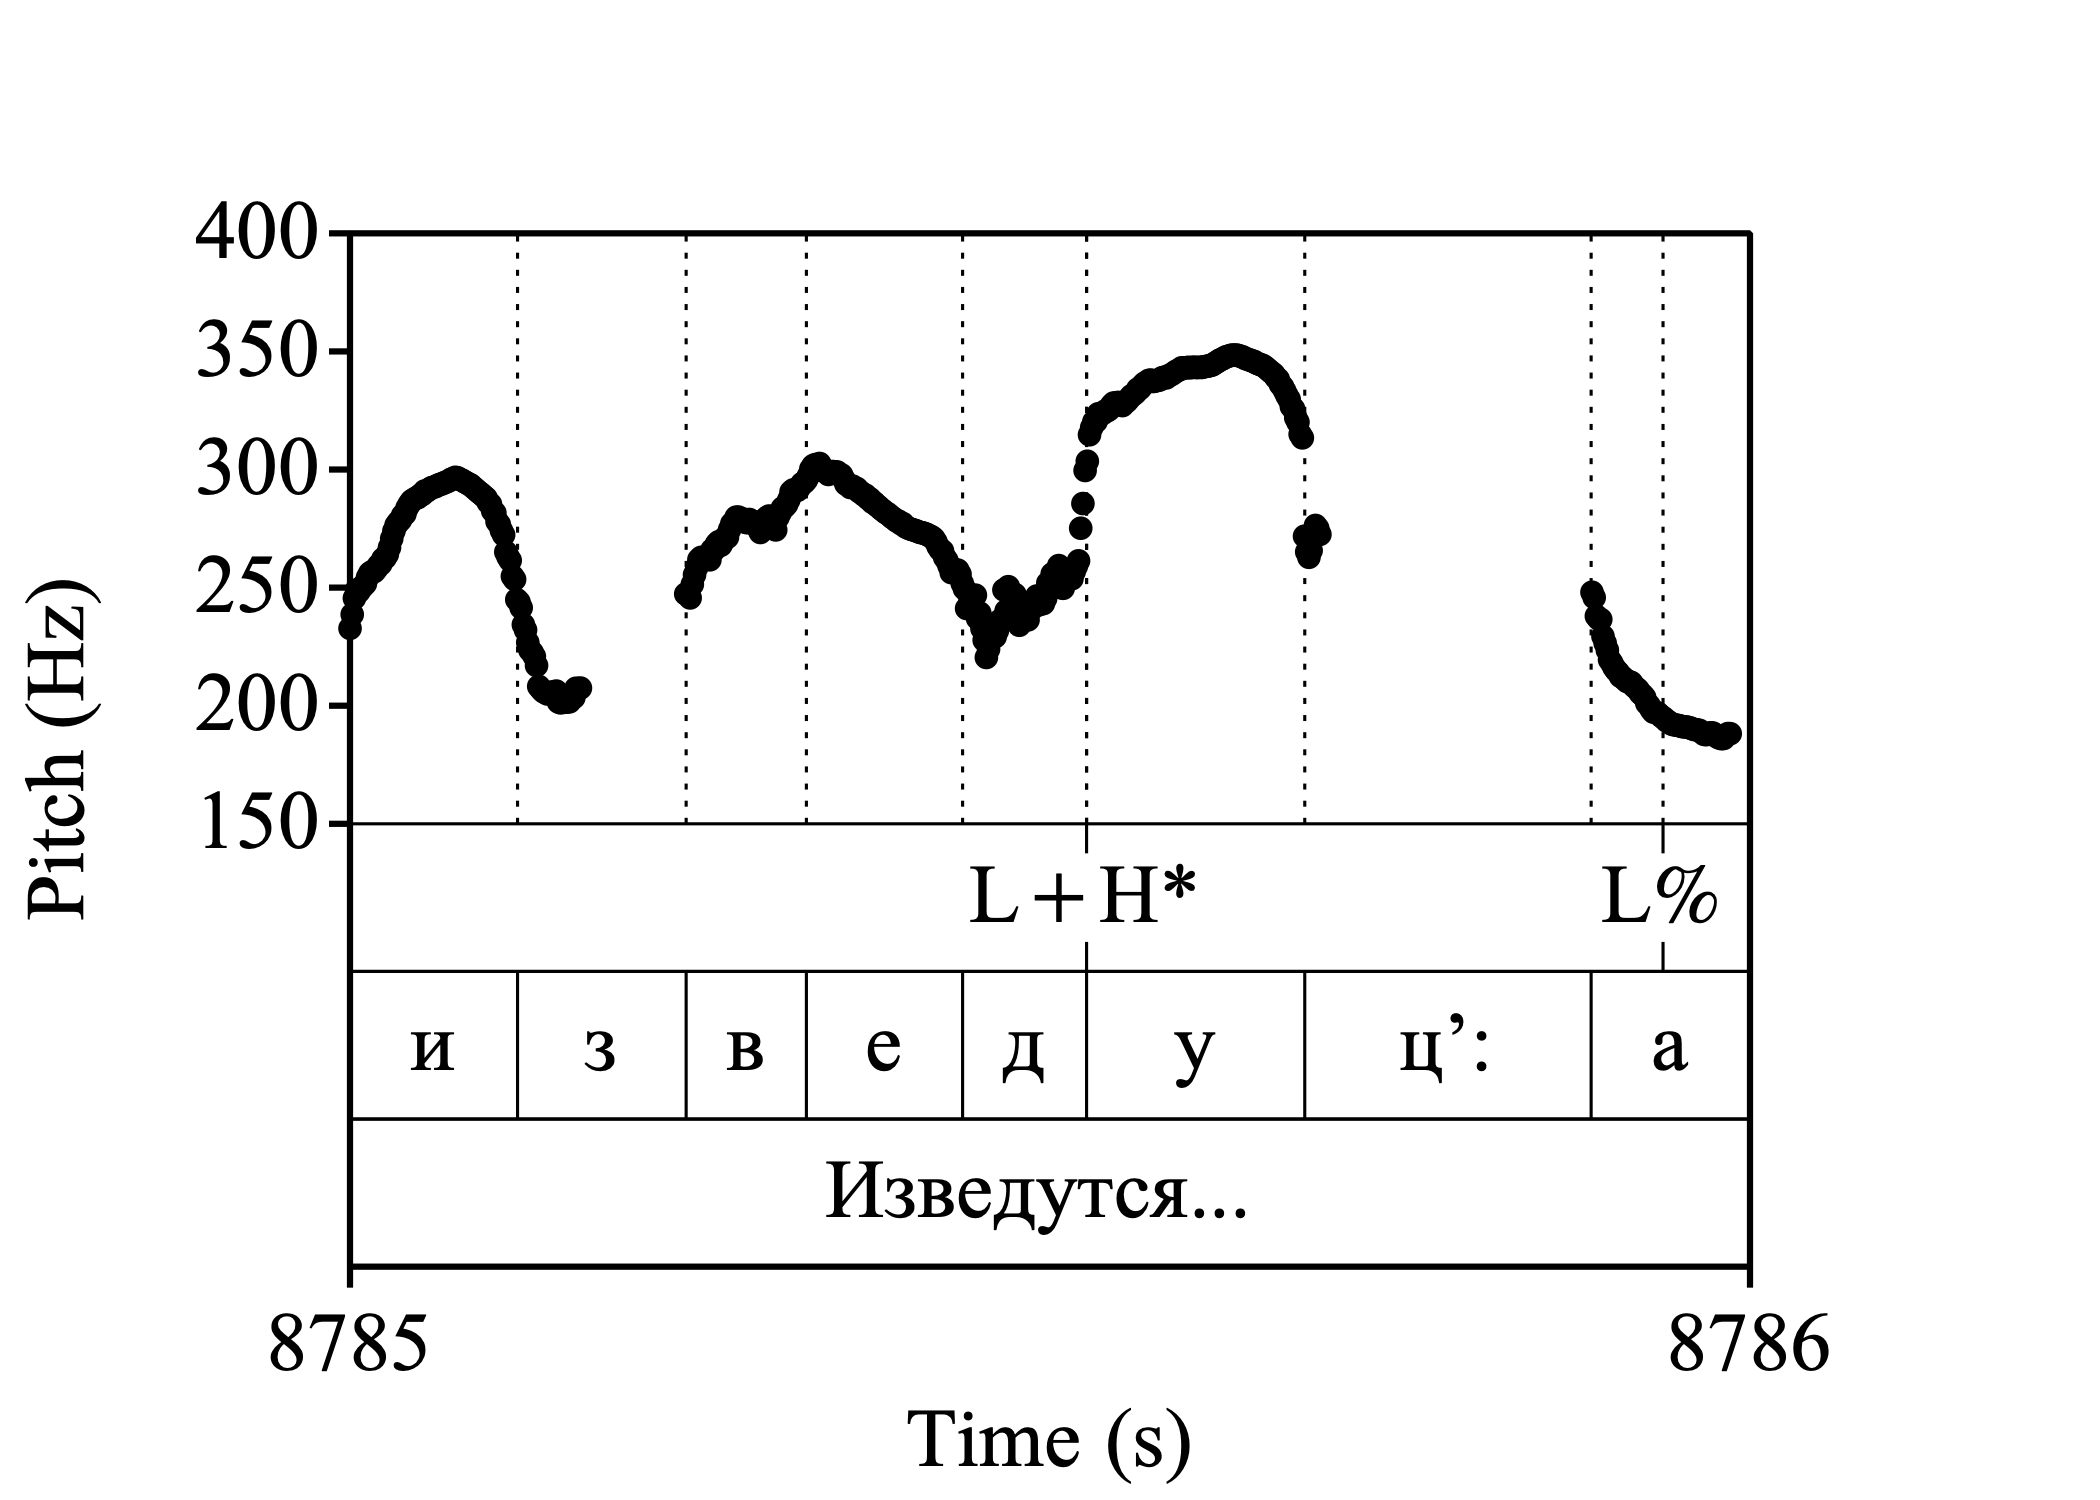 400
350
300
250
200
150
Pitch (Hz)
L+H* L%
и з в е д у ц’: а
Изведутся...
8785 8786
Time (s)